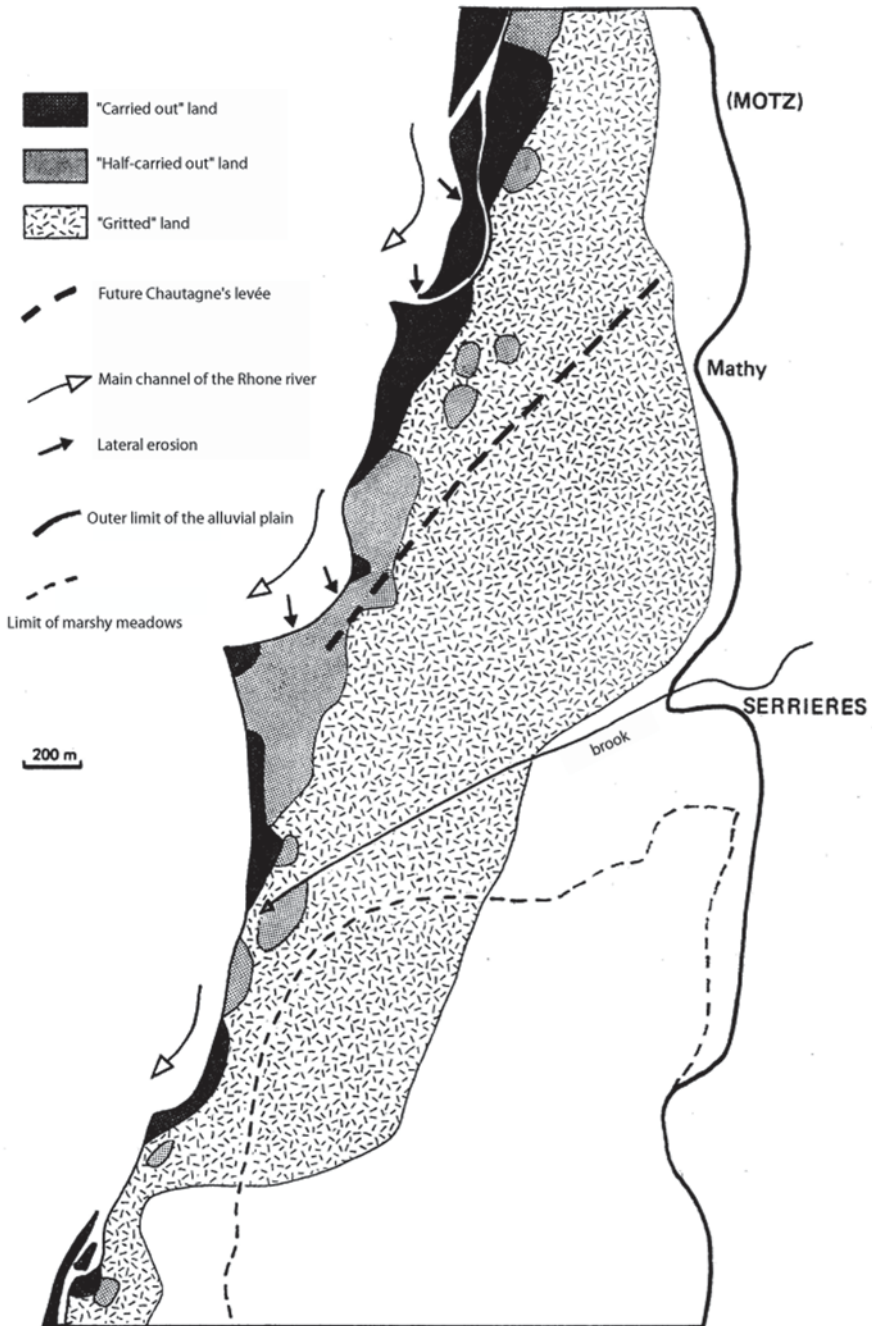 "Carried out" land
"Half-carried out" land
"Gritted" land
Future Chautagne's levée
Main channel of the Rhone river
Lateral erosion
Outer limit of the alluvial plain
Limit of marshy meadows
200 m
(MOTZ)
Mathy
SERRIERES
brook